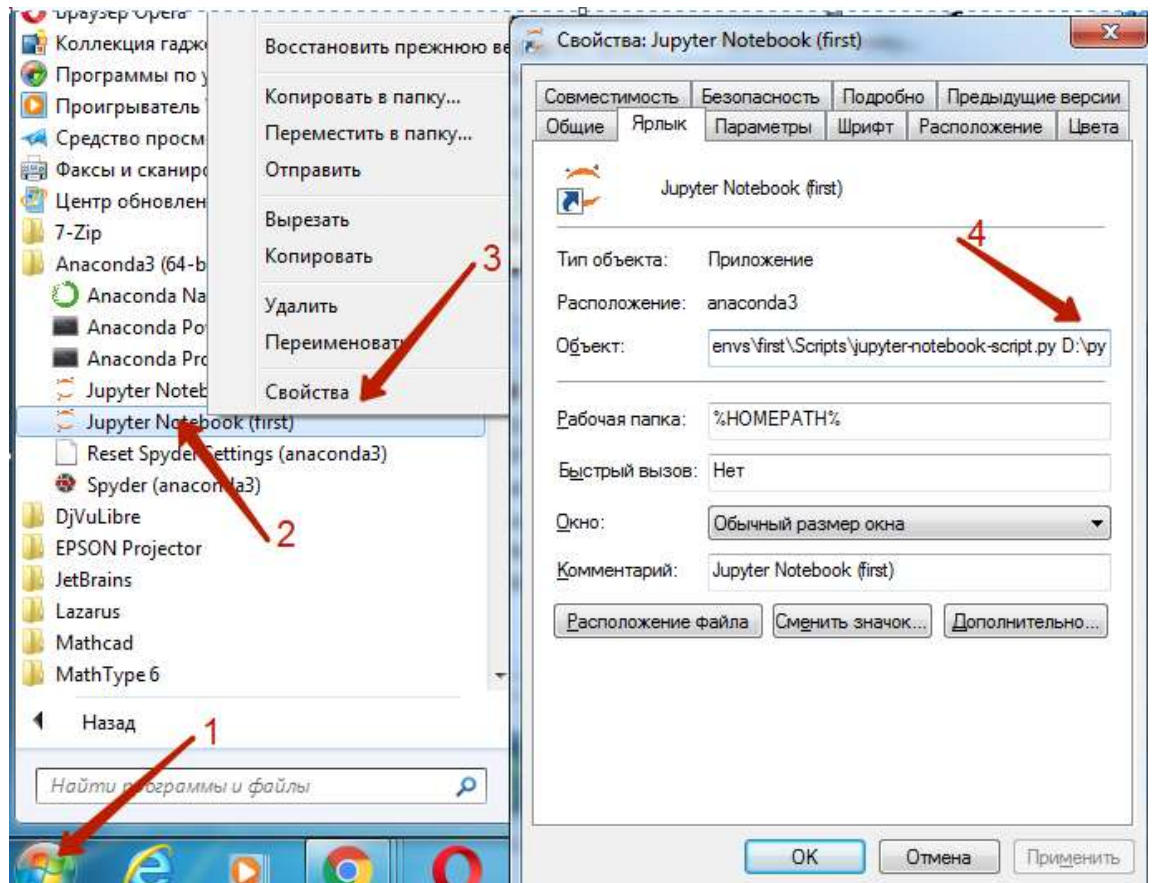 Браузер Opera
Коллекция гадже
Программы по у
Проигрыватель
Средство просм
Факсы и сканиро
Центр обновлен
7-Zip
Anaconda3 (64-b
Anaconda Na
Anaconda Po
Anaconda Pro
Jupyter Noteb
Jupyter Notebook (first)
Reset Spyder Settings (anaconda3)
Spyder (anaconda3)
DjVuLibre
EPSON Projector
JetBrains
Lazarus
Mathcad
MathType 6
Назад
1
Найти программы и файлы
Восстановить прежнюю ве
Копировать в папку...
Переместить в папку...
Отправить
Вырезать
Копировать
3
Удалить
Переименовать
Свойства
2
Свойства: Jupyter Notebook (first)
Совместимость Безопасность Подробно Предыдущие версии
Общие Ярлык Параметры Шрифт Расположение Цвета
Jupyter Notebook (first)
4
Тип объекта: Приложение
Расположение: anaconda3
Объект: envs\first\Scripts\jupyter-notebook-script.py D:\py
Рабочая папка: %HOMEPATH%
Быстрый вызов: Нет
Окно: Обычный размер окна
Комментарий: Jupyter Notebook (first)
Расположение файла Сменить значок... Дополнительно...
OK Отмена Применить